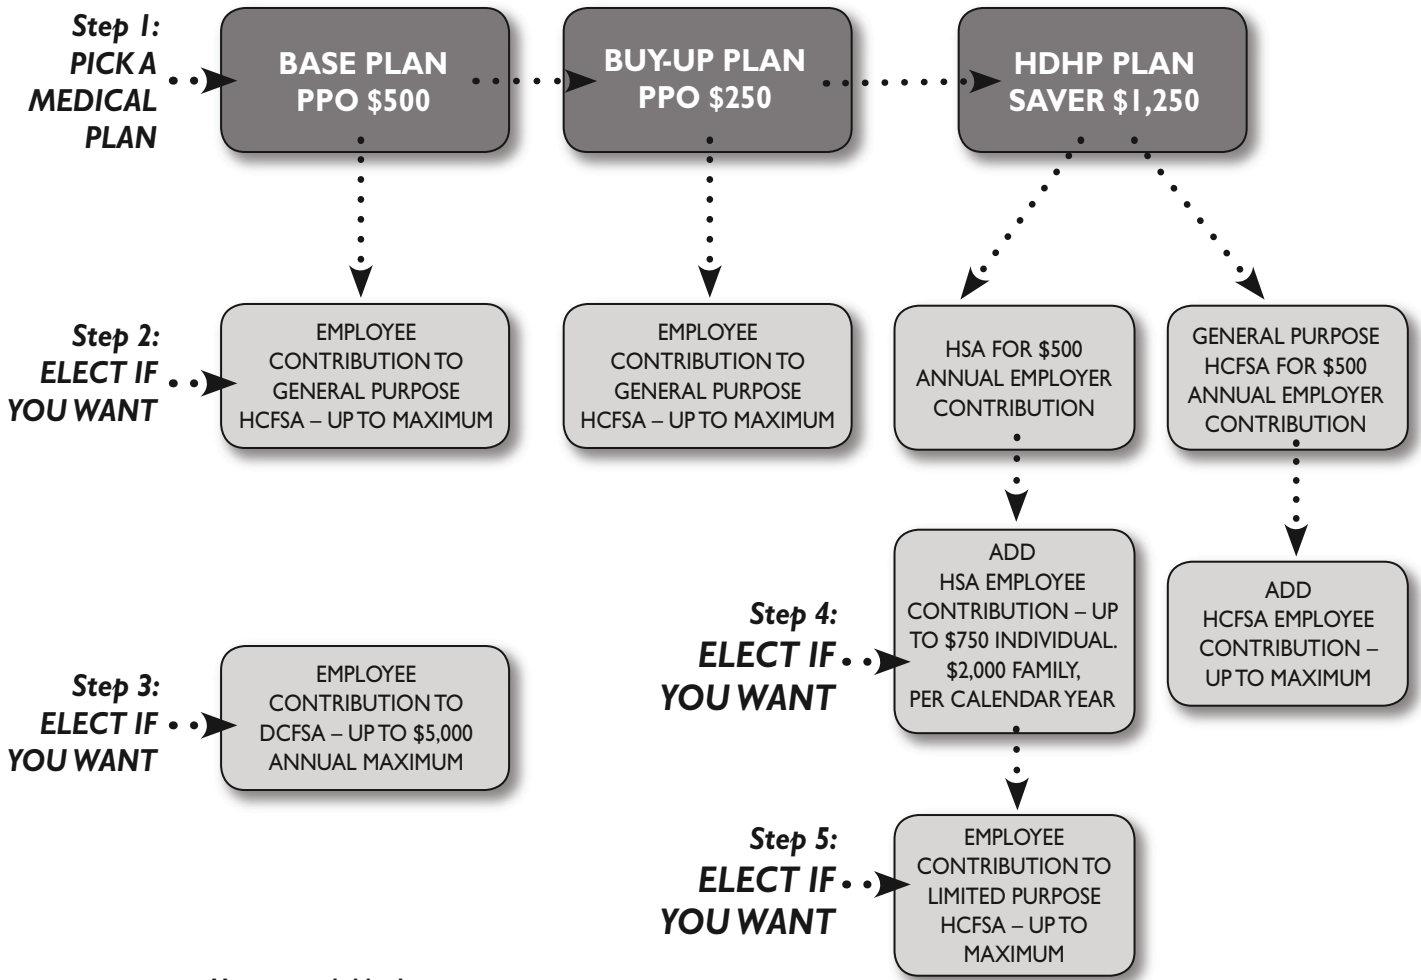 Step 1:
PICK A
MEDICAL
PLAN
BASE PLAN
PPO $500
BUY-UP PLAN
PPO $250
HDHP PLAN
SAVER $1,250
Step 2:
ELECT IF
YOU WANT
EMPLOYEE
CONTRIBUTION TO
GENERAL PURPOSE
HCFSA – UP TO MAXIMUM
EMPLOYEE
CONTRIBUTION TO
GENERAL PURPOSE
HCFSA – UP TO MAXIMUM
HSA FOR $500
ANNUAL EMPLOYER
CONTRIBUTION
GENERAL PURPOSE
HCFSA FOR $500
ANNUAL EMPLOYER
CONTRIBUTION
Step 3:
ELECT IF
YOU WANT
EMPLOYEE
CONTRIBUTION TO
DCFSA – UP TO $5,000
ANNUAL MAXIMUM
Step 4:
ELECT IF
YOU WANT
ADD
HSA EMPLOYEE
CONTRIBUTION – UP
TO $750 INDIVIDUAL.
$2,000 FAMILY,
PER CALENDAR YEAR
ADD
HCFSA EMPLOYEE
CONTRIBUTION –
UP TO MAXIMUM
Step 5:
ELECT IF
YOU WANT
EMPLOYEE
CONTRIBUTION TO
LIMITED PURPOSE
HCFSA – UP TO
MAXIMUM